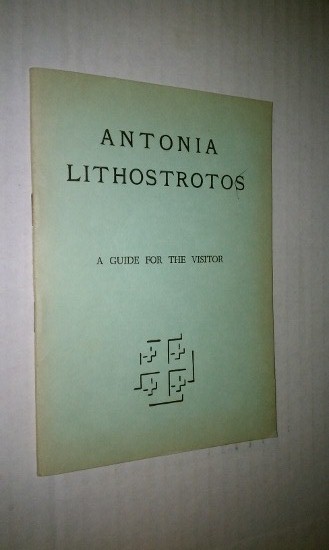 ANTONIA
LITHOSTROTOS
A GUIDE FOR THE VISITOR